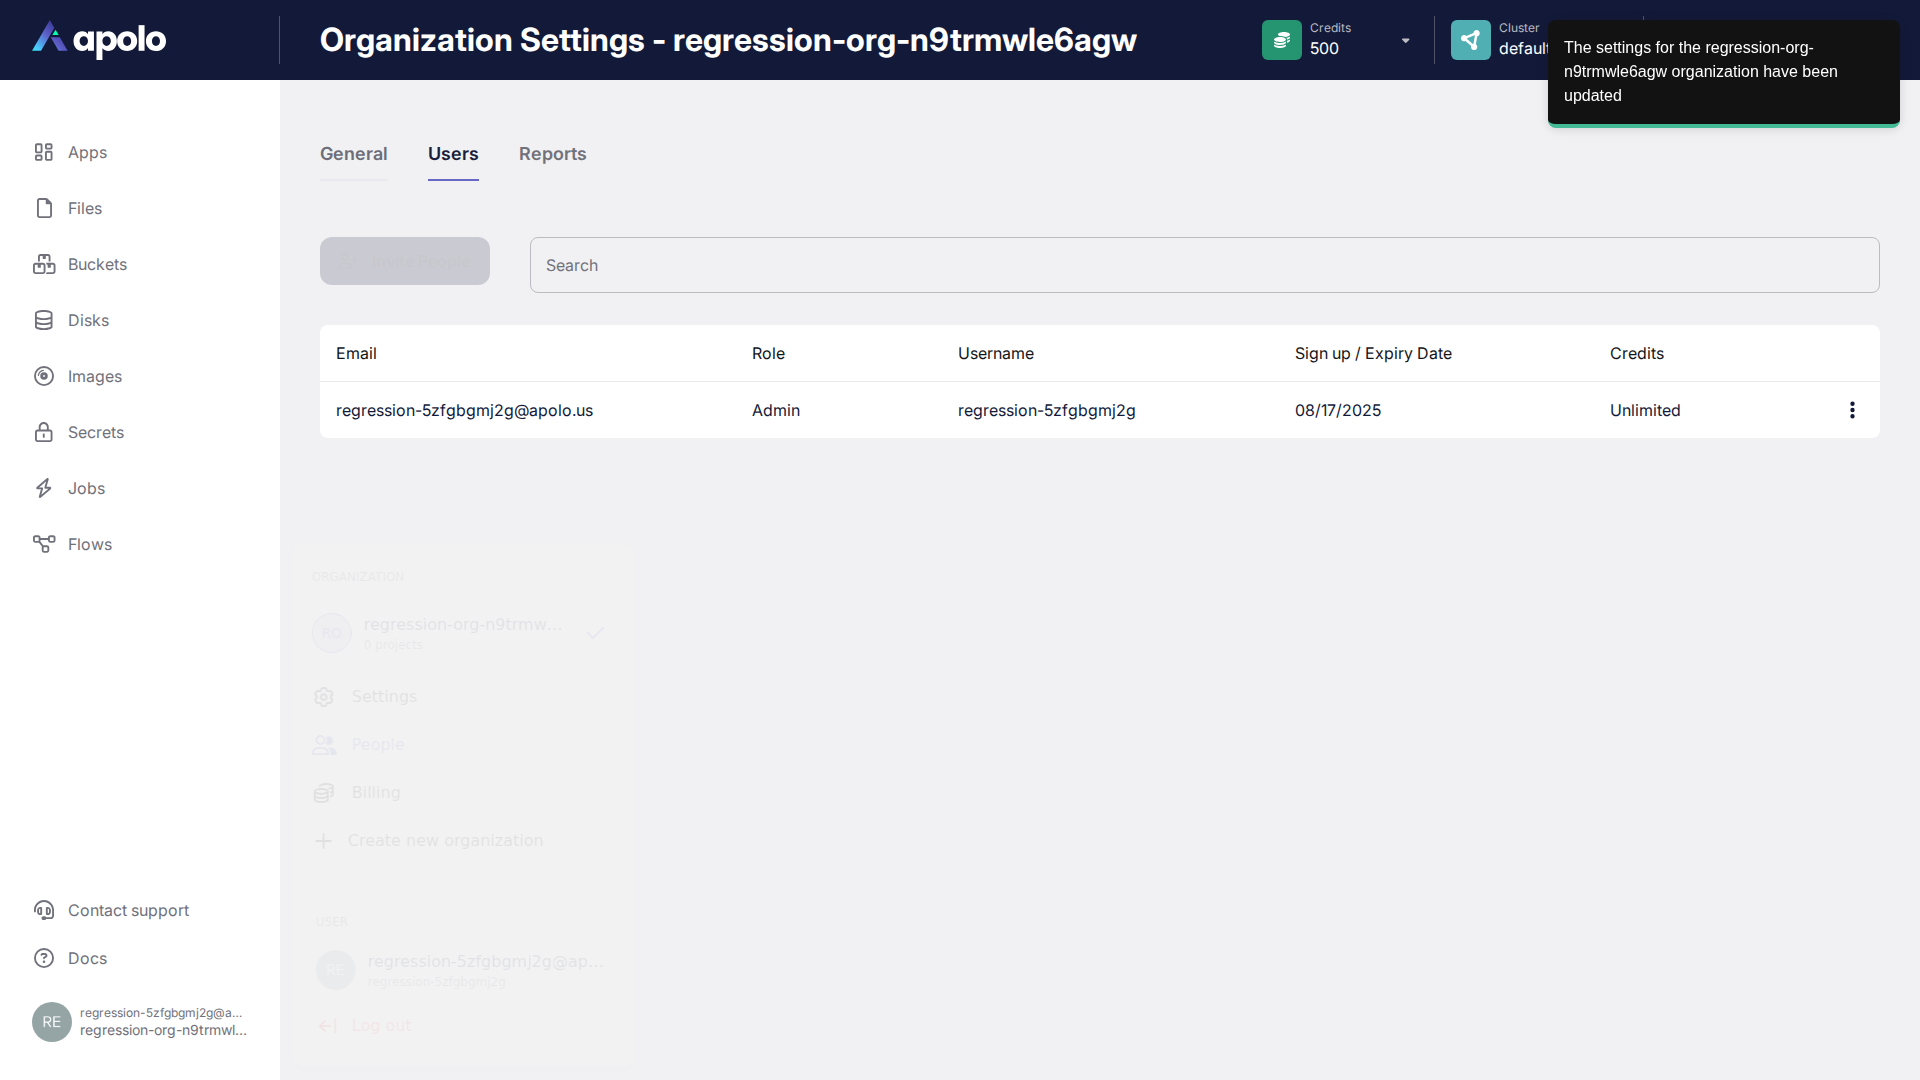 apolo
Organization Settings - regression-org-n9trmwle6agw
Credits
500
Cluster
default
The settings for the regression-org-
n9trmwle6agw organization have been
updated
Apps
Files
Buckets
Disks
Images
Secrets
Jobs
Flows
Contact support
Docs
RE
regression-5zfgbgmj2g@a...
regression-org-n9trmwl...
General
Users
Reports
Invite People
Search
Email
Role
Username
Sign up / Expiry Date
Credits
regression-5zfgbgmj2g@apolo.us
Admin
regression-5zfgbgmj2g
08/17/2025
Unlimited
ORGANIZATION
RO
regression-org-n9trmw...
0 projects
Settings
People
Billing
Create new organization
USER
RE
regression-5zfgbgmj2g@ap...
regression-5zfgbgmj2g
Log out